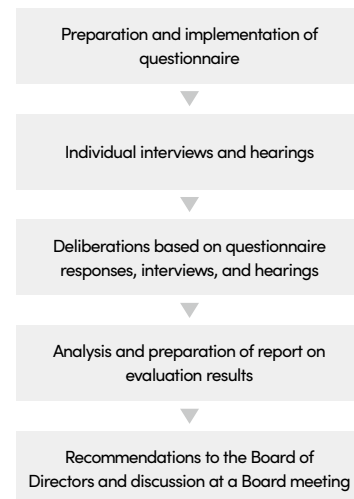 Preparation and implementation of
questionnaire
Individual interviews and hearings
Deliberations based on questionnaire
responses, interviews, and hearings
Analysis and preparation of report on
evaluation results
Recommendations to the Board of
Directors and discussion at a Board meeting